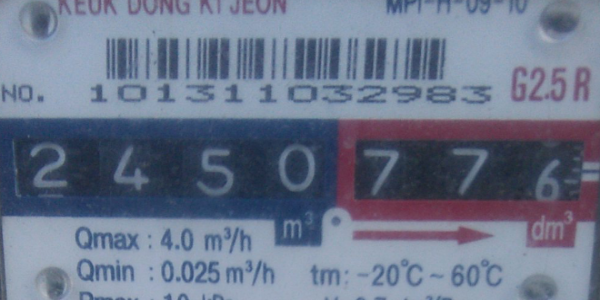 KEUK DONG KI JEON MPI-H-09-10
NO. 101311032983 G2.5 R
2450 776
m³ dm³
Qmax : 4.0 m³/h
Qmin : 0.025 m³/h tm: -20°C ~ 60°C